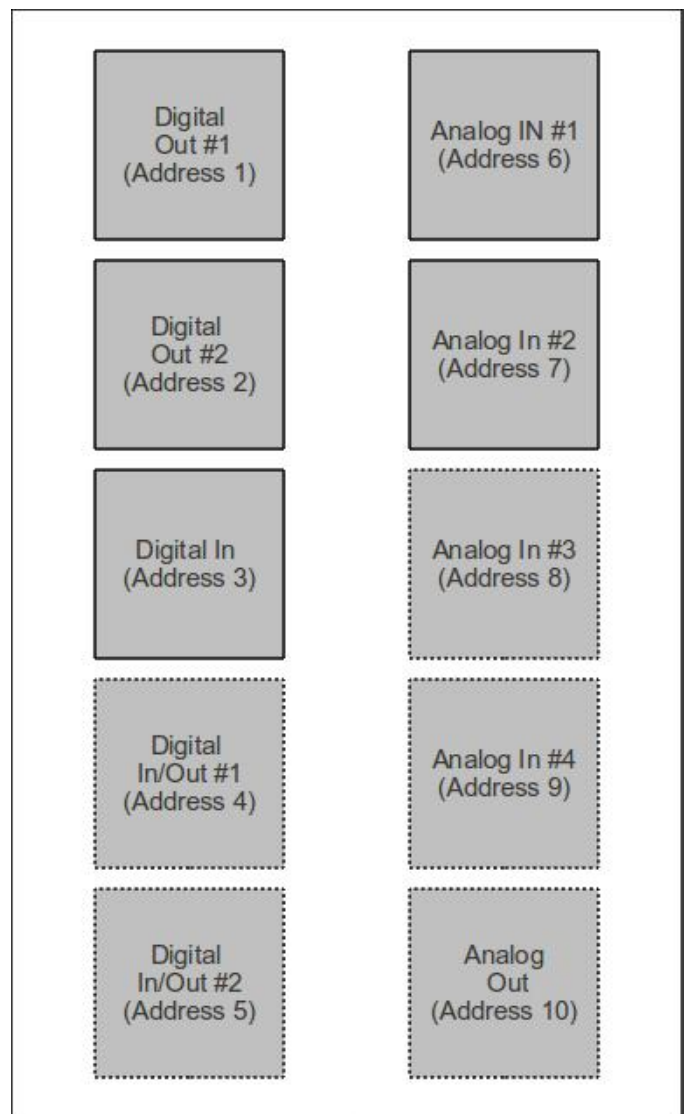 Digital
Out #1
(Address 1)
Digital
Out #2
(Address 2)
Digital In
(Address 3)
Digital
In/Out #1
(Address 4)
Digital
In/Out #2
(Address 5)
Analog IN #1
(Address 6)
Analog In #2
(Address 7)
Analog In #3
(Address 8)
Analog In #4
(Address 9)
Analog
Out
(Address 10)